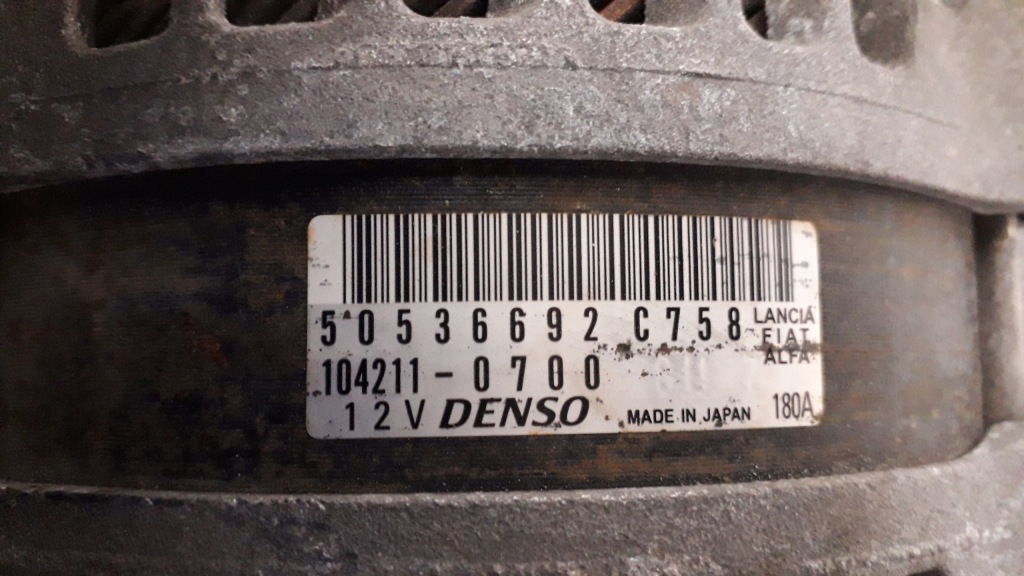 50536692 C758
LANCIA
FIAT
ALFA
104211-0700
12V DENSO MADE IN JAPAN 180A